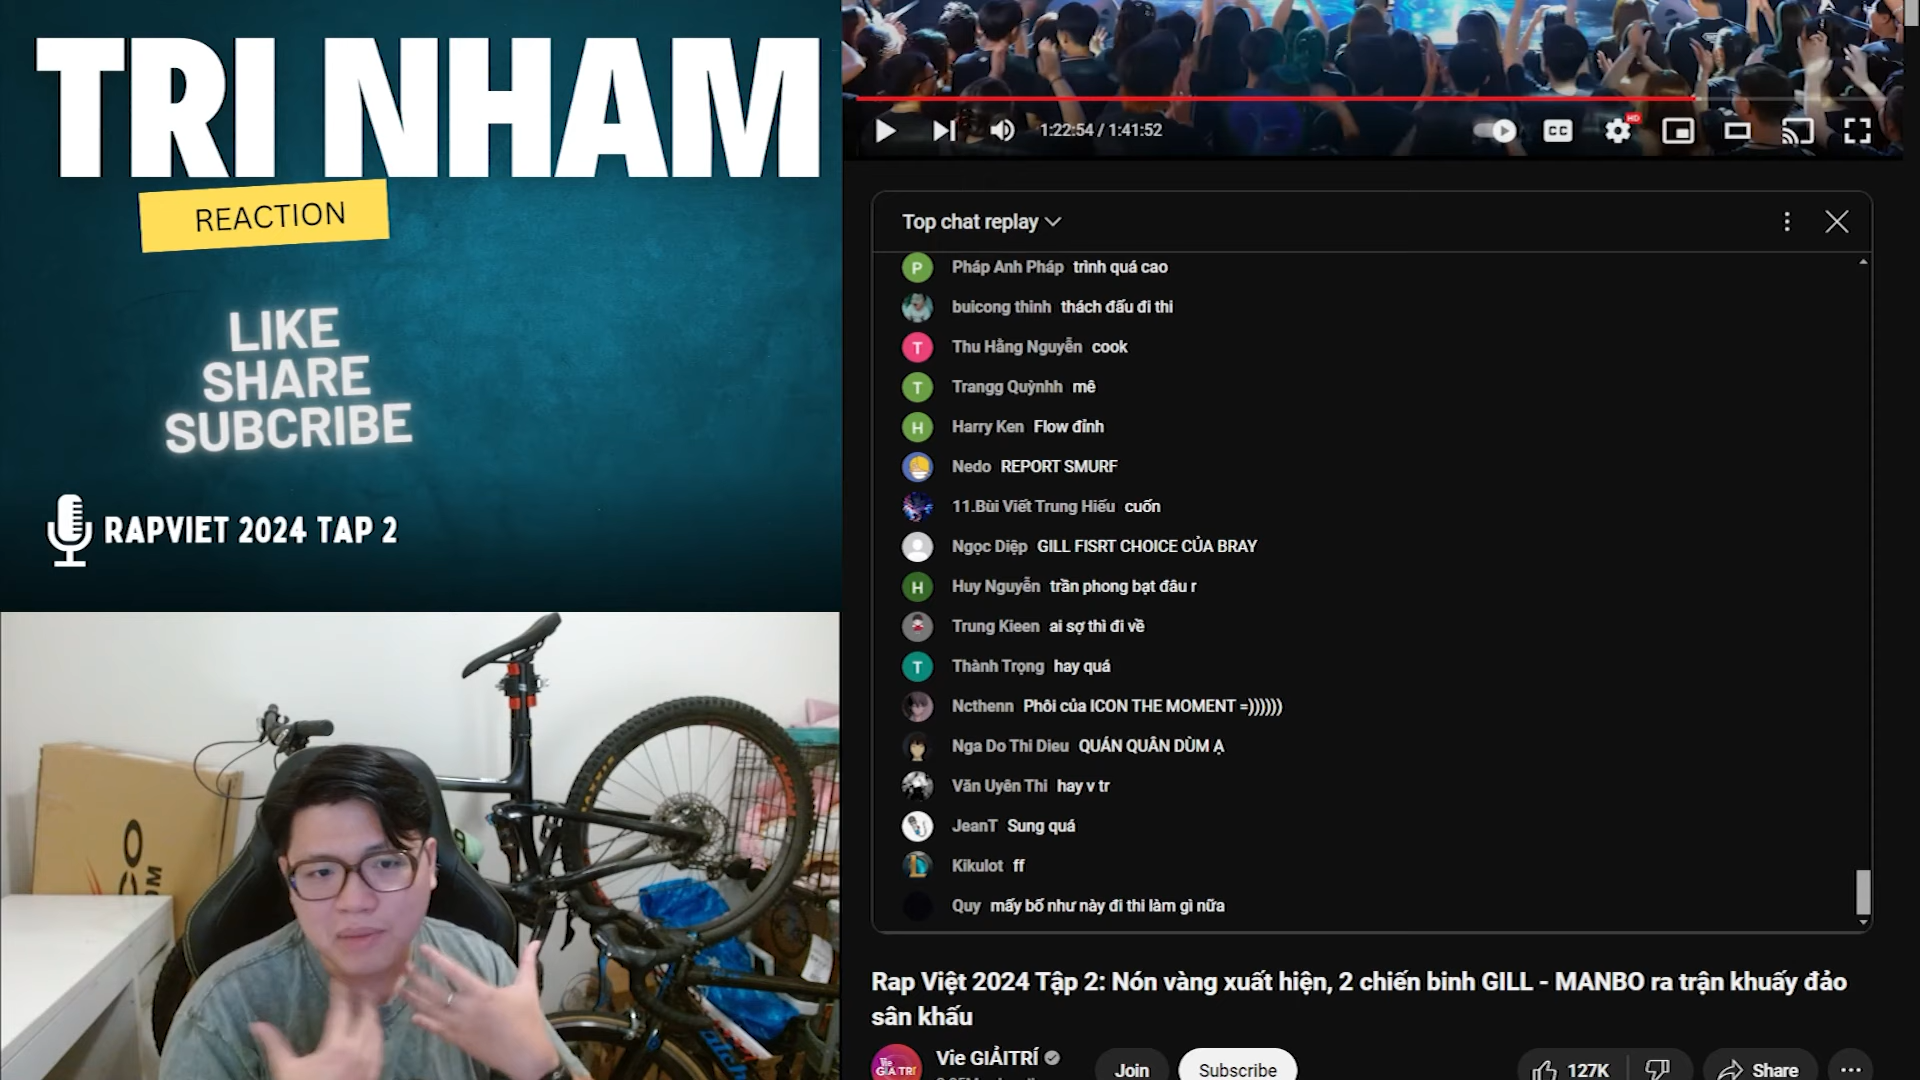 TRI NHAM
REACTION
LIKE
SHARE
SUBCRIBE
RAPVIET 2024 TAP 2
1:22:54 / 1:41:52
CC
HD
Top chat replay
P Pháp Anh Pháp trình quá cao
buicong thinh thách đấu đi thi
T Thu Hằng Nguyễn cook
T Trangg Quỳnhh mê
H Harry Ken Flow đỉnh
Nedo REPORT SMURF
11.Bùi Viết Trung Hiếu cuốn
Ngọc Diệp GILL FISRT CHOICE CỦA BRAY
H Huy Nguyễn trần phong bạt đâu r
Trung Kieen ai sợ thì đi về
T Thành Trọng hay quá
Ncthenn Phôi của ICON THE MOMENT =))))))
Nga Do Thi Dieu QUÁN QUÂN DÙM Ạ
Văn Uyên Thi hay v tr
JeanT Sung quá
Kikulot ff
Quy mấy bố như này đi thi làm gì nữa
Rap Việt 2024 Tập 2: Nón vàng xuất hiện, 2 chiến binh GILL - MANBO ra trận khuấy đảo
sân khấu
Vie GIẢI TRÍ
Vie GIẢITRÍ
Join
Subscribe
127K
Share
MAXXIS